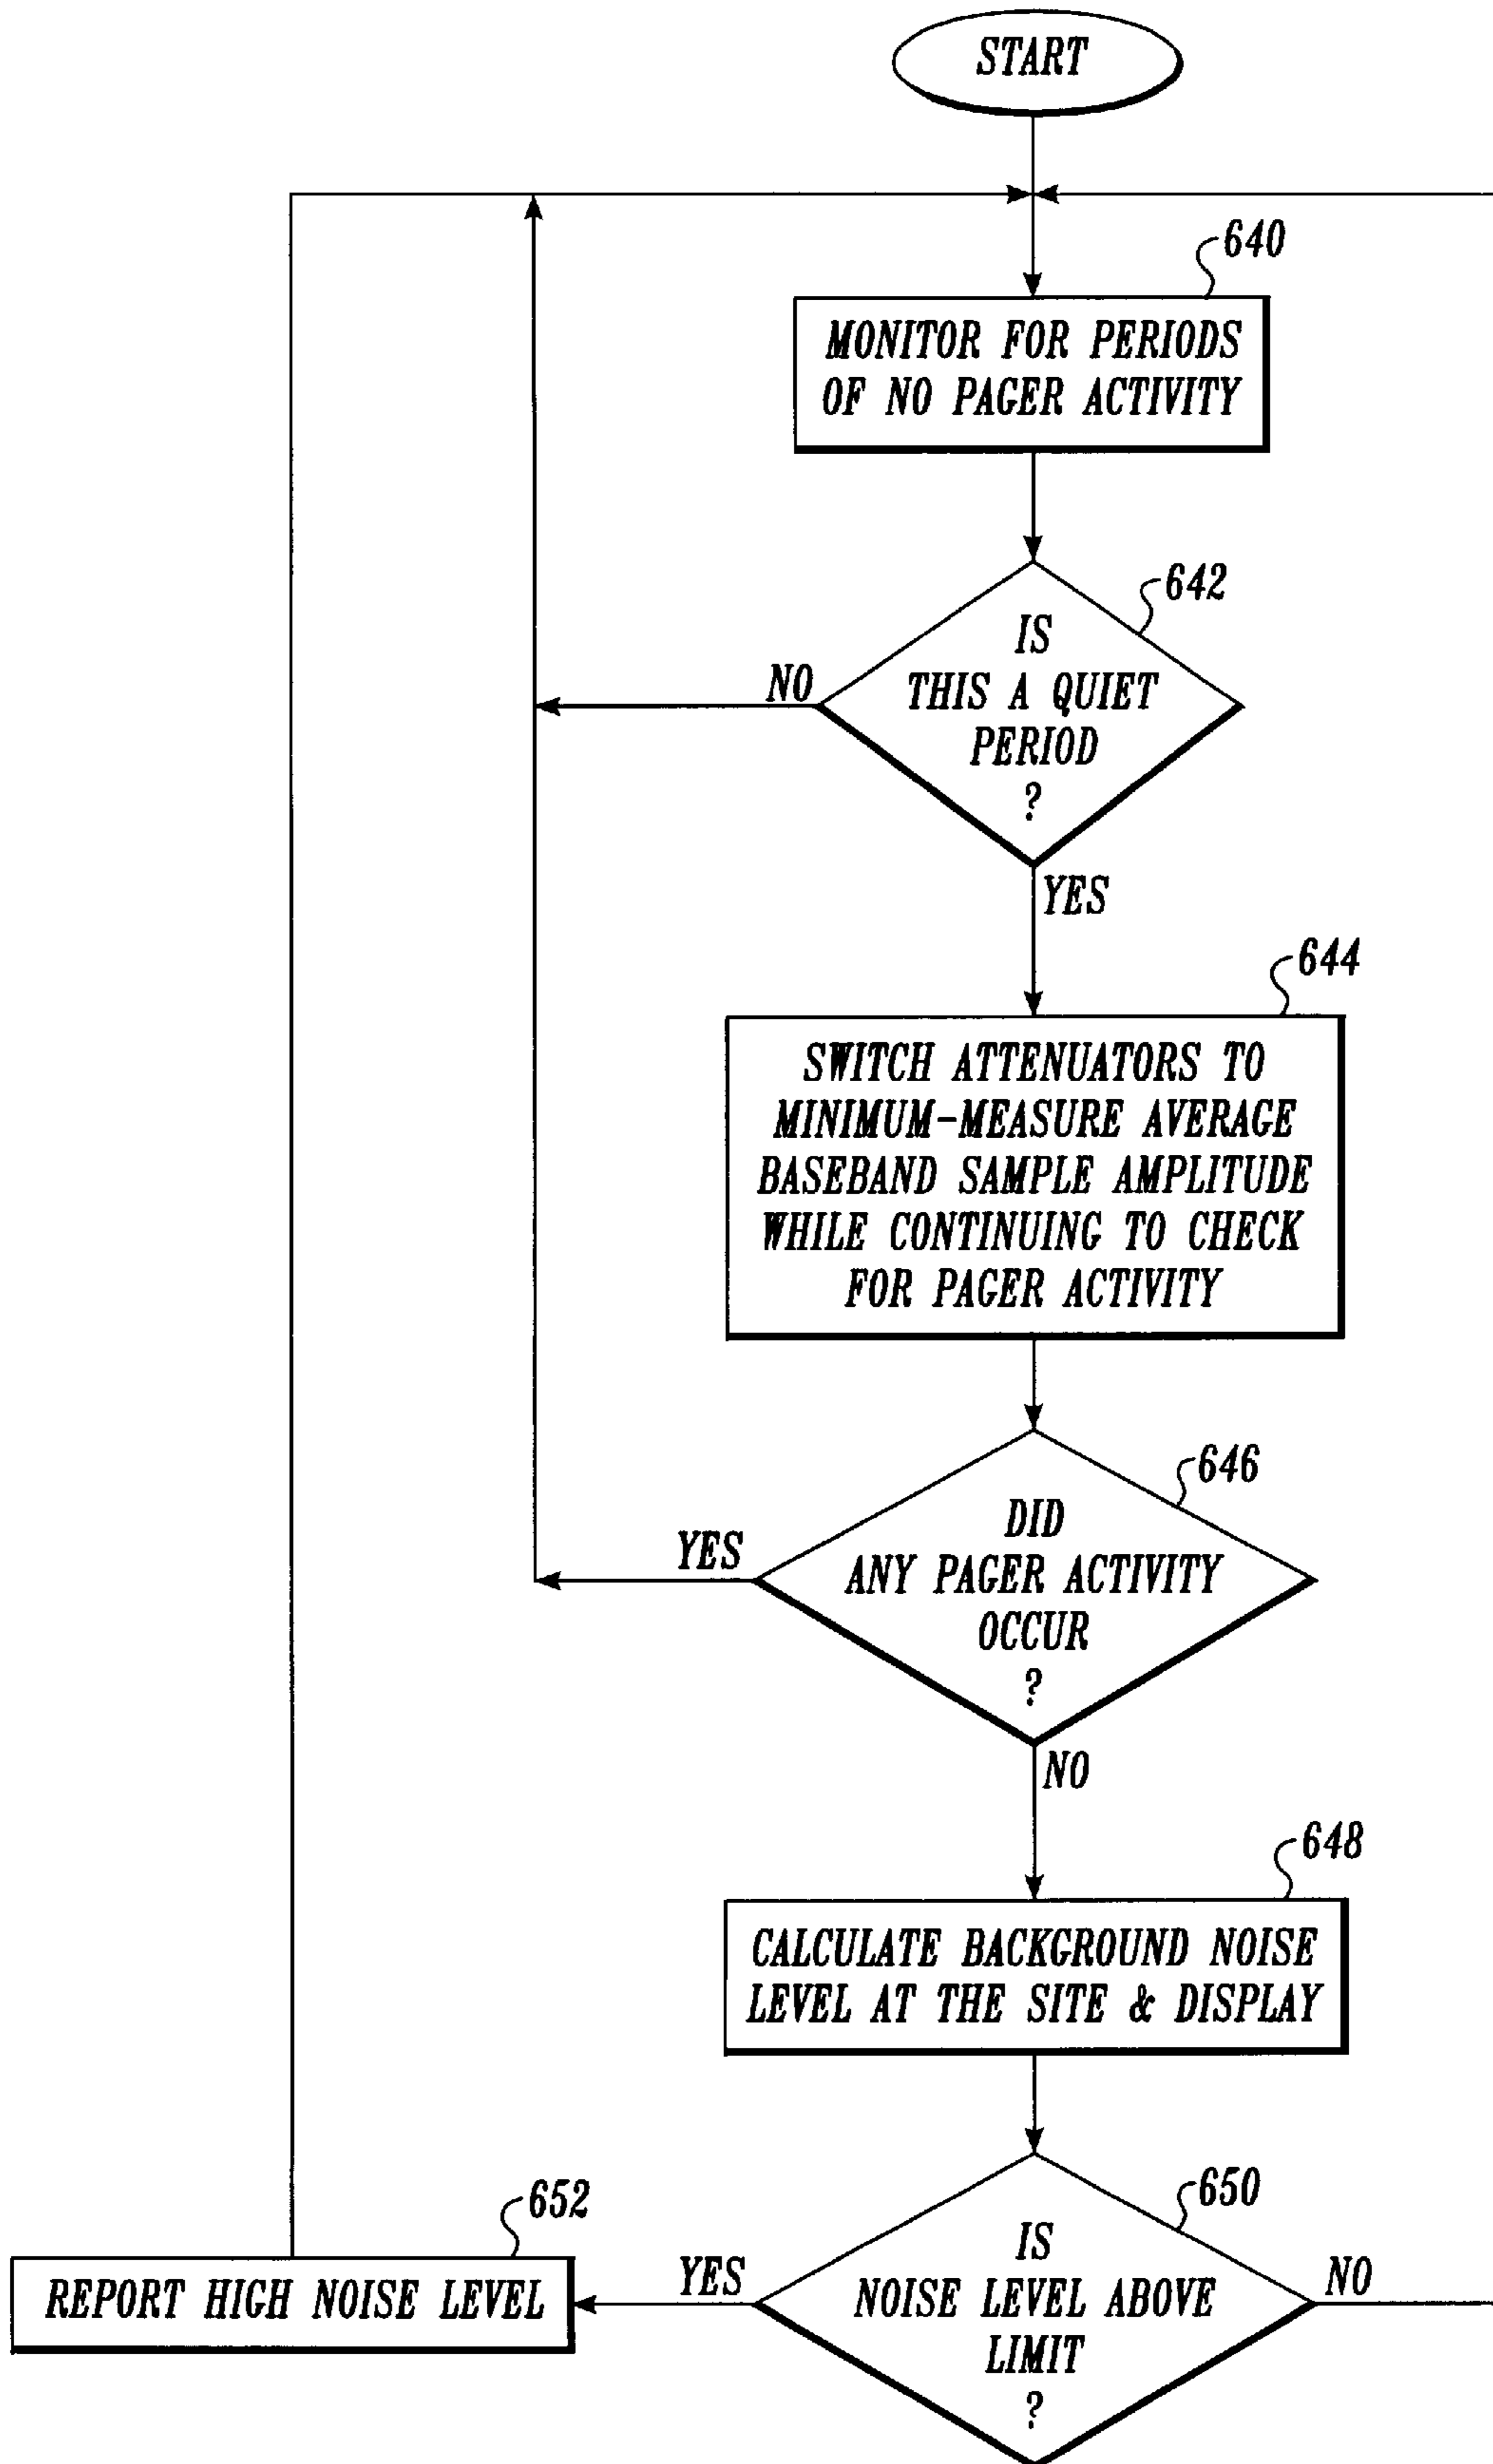 START
640
MONITOR FOR PERIODS
OF NO PAGER ACTIVITY
642
IS
THIS A QUIET
PERIOD
?
NO
YES
644
SWITCH ATTENUATORS TO
MINIMUM-MEASURE AVERAGE
BASEBAND SAMPLE AMPLITUDE
WHILE CONTINUING TO CHECK
FOR PAGER ACTIVITY
646
DID
ANY PAGER ACTIVITY
OCCUR
?
YES
NO
648
CALCULATE BACKGROUND NOISE
LEVEL AT THE SITE & DISPLAY
650
IS
NOISE LEVEL ABOVE
LIMIT
?
YES
NO
652
REPORT HIGH NOISE LEVEL